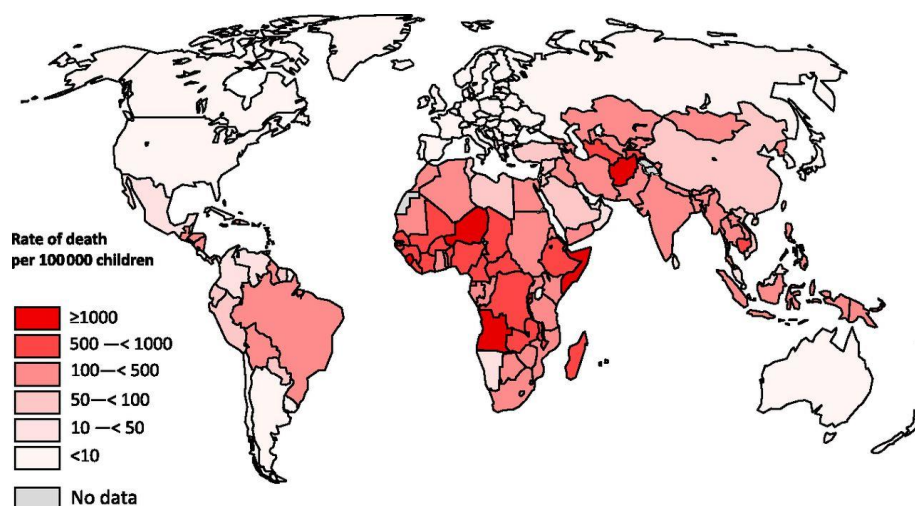 Rate of death
per 100 000 children
≥1000
500 —< 1000
100—< 500
50—< 100
10 —< 50
<10
No data